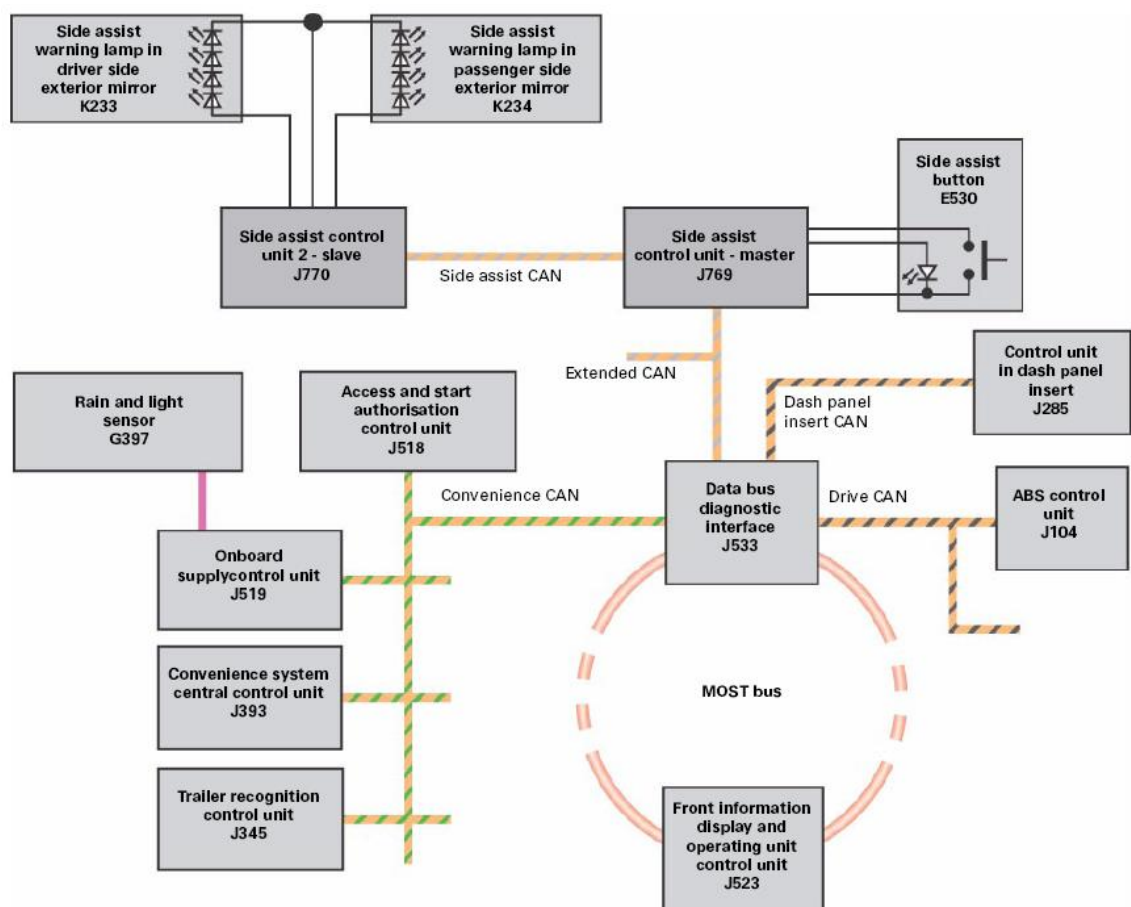 Side assist
warning lamp in
driver side
exterior mirror
K233
Side assist
warning lamp in
passenger side
exterior mirror
K234
Side assist
button
E530
Side assist control
unit 2 - slave
J770
Side assist CAN
Side assist
control unit - master
J769
Extended CAN
Control unit
in dash panel
insert
J285
Dash panel
insert CAN
Rain and light
sensor
G397
Access and start
authorisation
control unit
J518
Convenience CAN
Data bus
diagnostic
interface
J533
Drive CAN
ABS control
unit
J104
Onboard
supplycontrol unit
J519
Convenience system
central control unit
J393
MOST bus
Trailer recognition
control unit
J345
Front information
display and
operating unit
control unit
J523